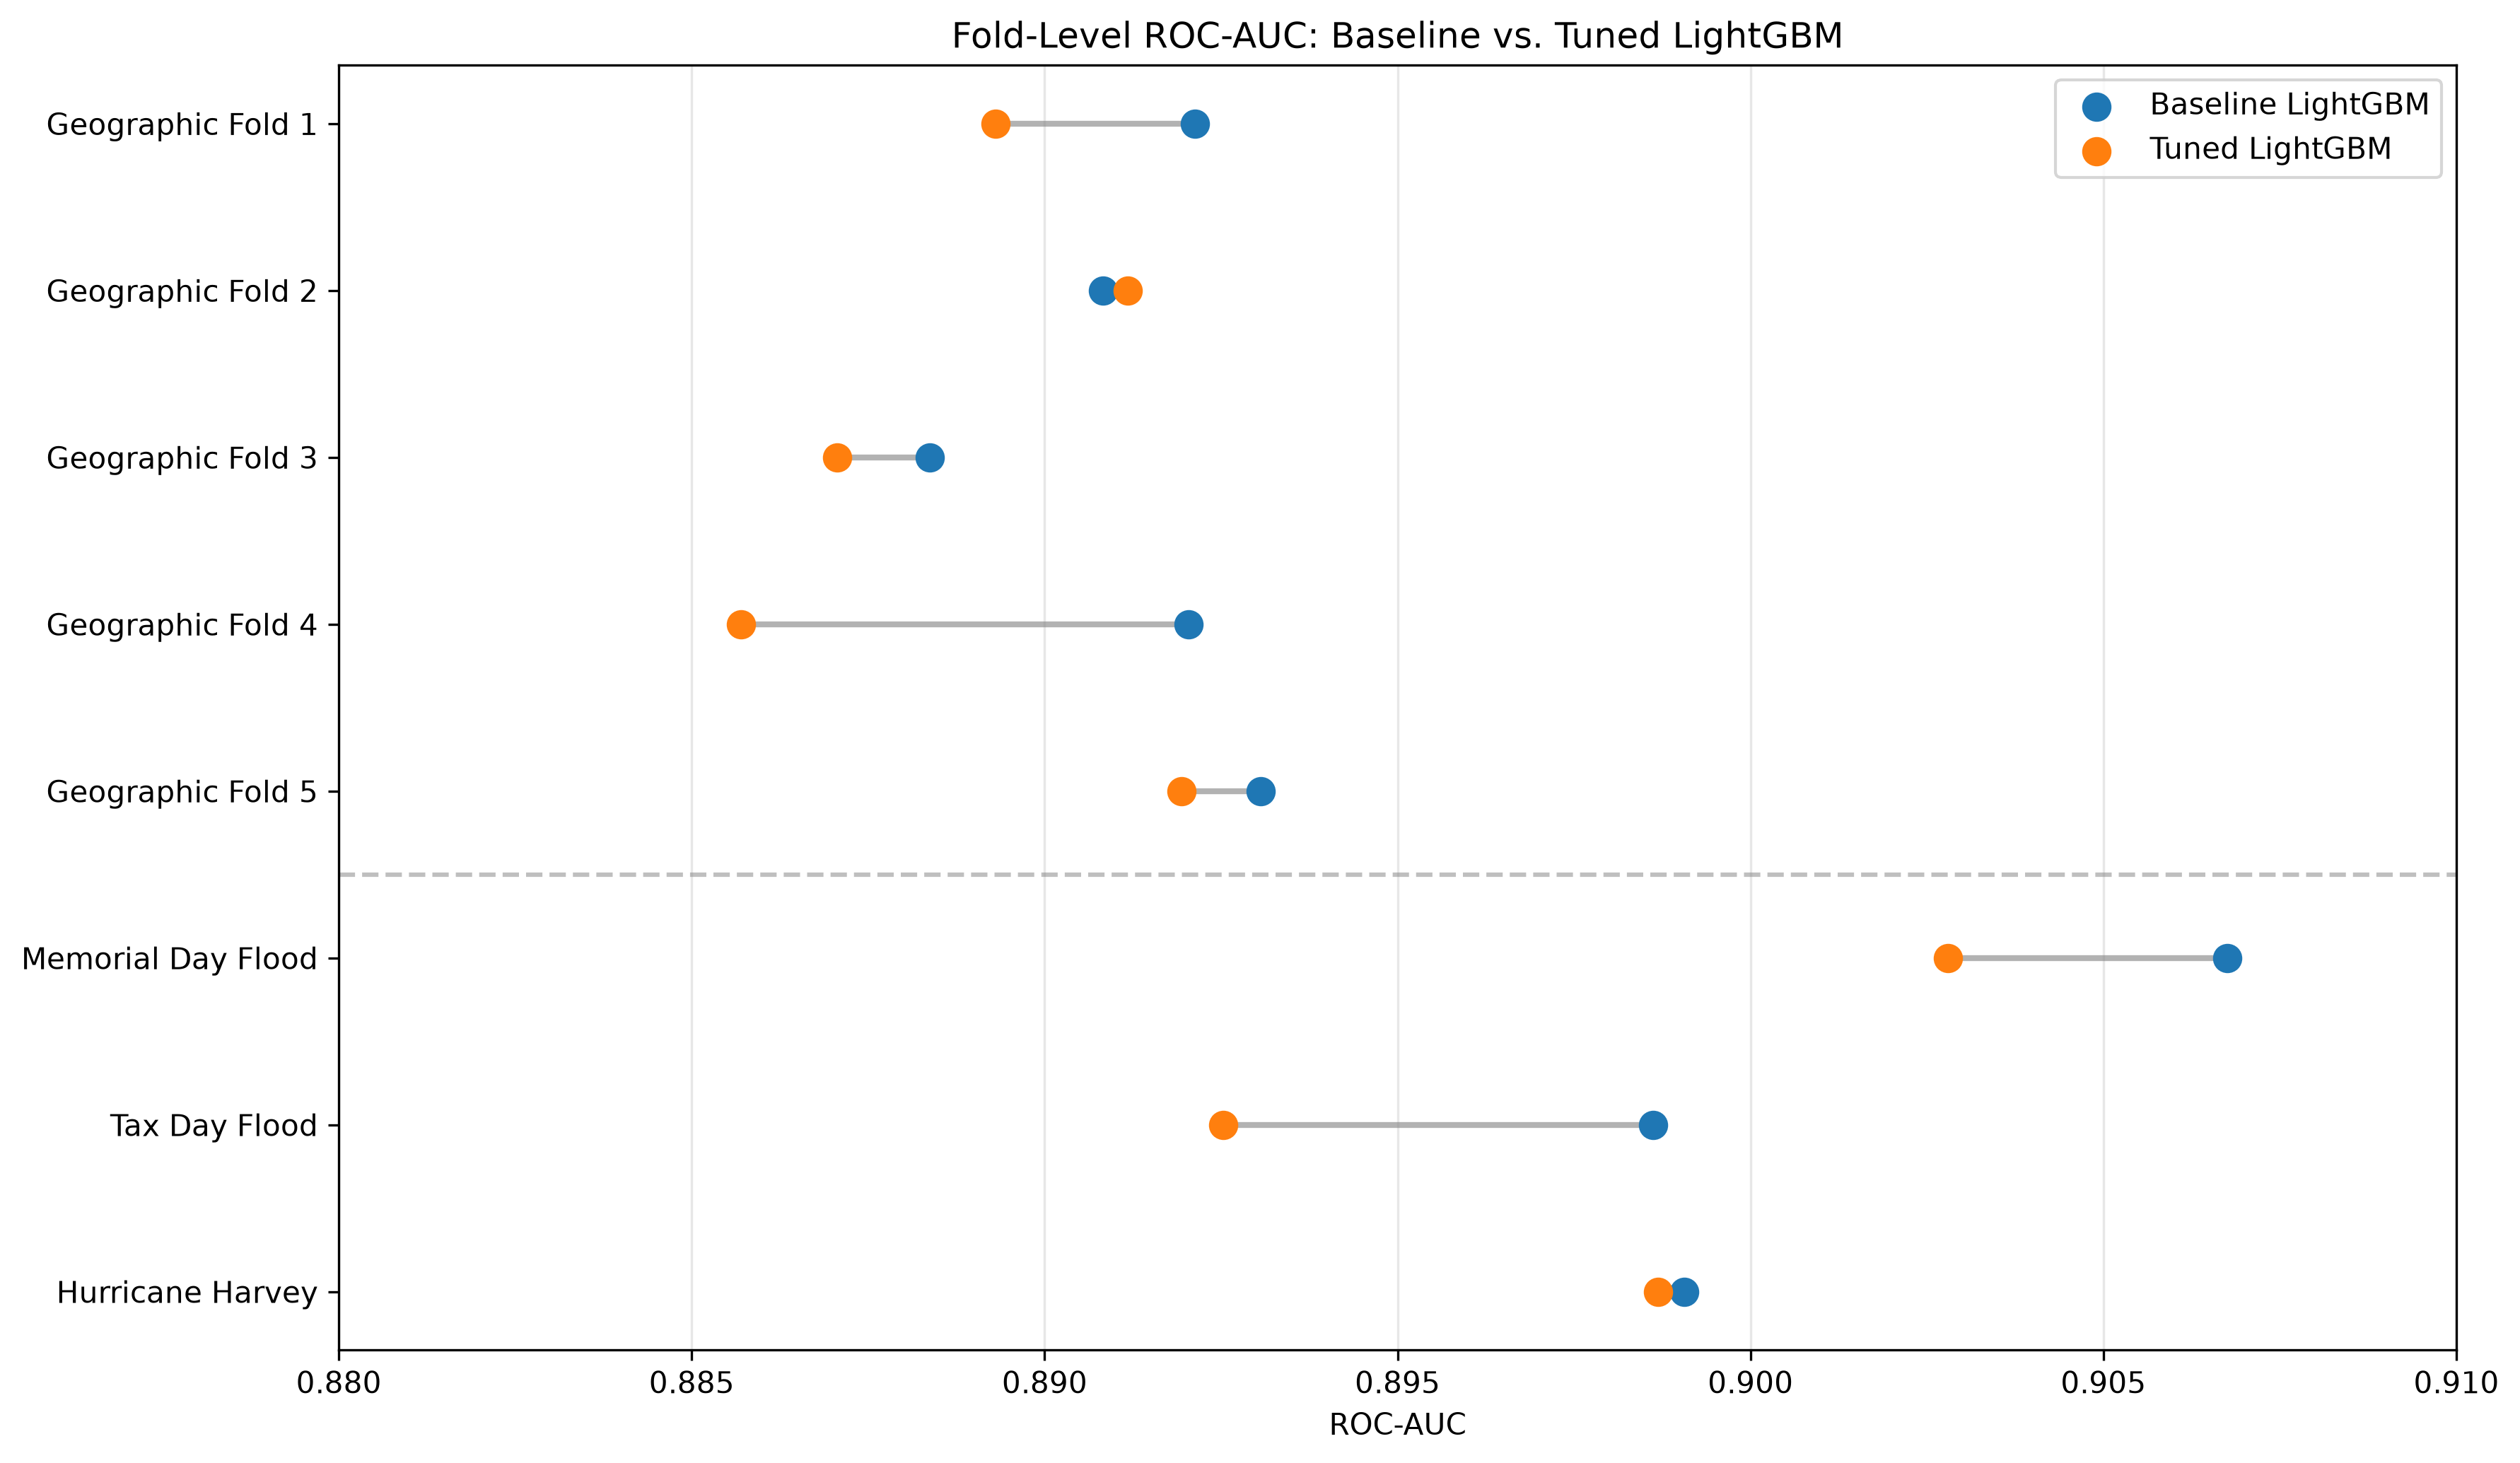 Fold-Level ROC-AUC: Baseline vs. Tuned LightGBM
Baseline LightGBM
Tuned LightGBM
Geographic Fold 1
Geographic Fold 2
Geographic Fold 3
Geographic Fold 4
Geographic Fold 5
Memorial Day Flood
Tax Day Flood
Hurricane Harvey
0.880 0.885 0.890 0.895 0.900 0.905 0.910
ROC-AUC